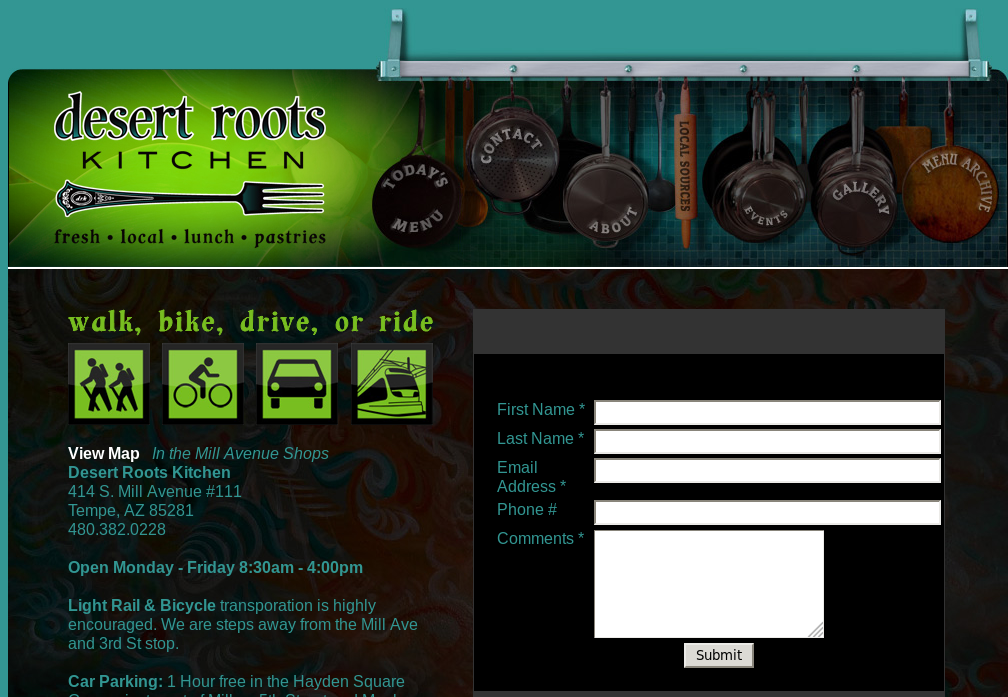 desert roots
KITCHEN
fresh • local • lunch • pastries
TODAY'S
MENU
CONTACT
ABOUT
LOCAL SOURCES
EVENTS
GALLERY
MENU ARCHIVE
walk, bike, drive, or ride
View Map In the Mill Avenue Shops
Desert Roots Kitchen
414 S. Mill Avenue #111
Tempe, AZ 85281
480.382.0228
Open Monday - Friday 8:30am - 4:00pm
Light Rail & Bicycle transporation is highly
encouraged. We are steps away from the Mill Ave
and 3rd St stop.
Car Parking: 1 Hour free in the Hayden Square
First Name *
Last Name *
Email
Address *
Phone #
Comments *
Submit